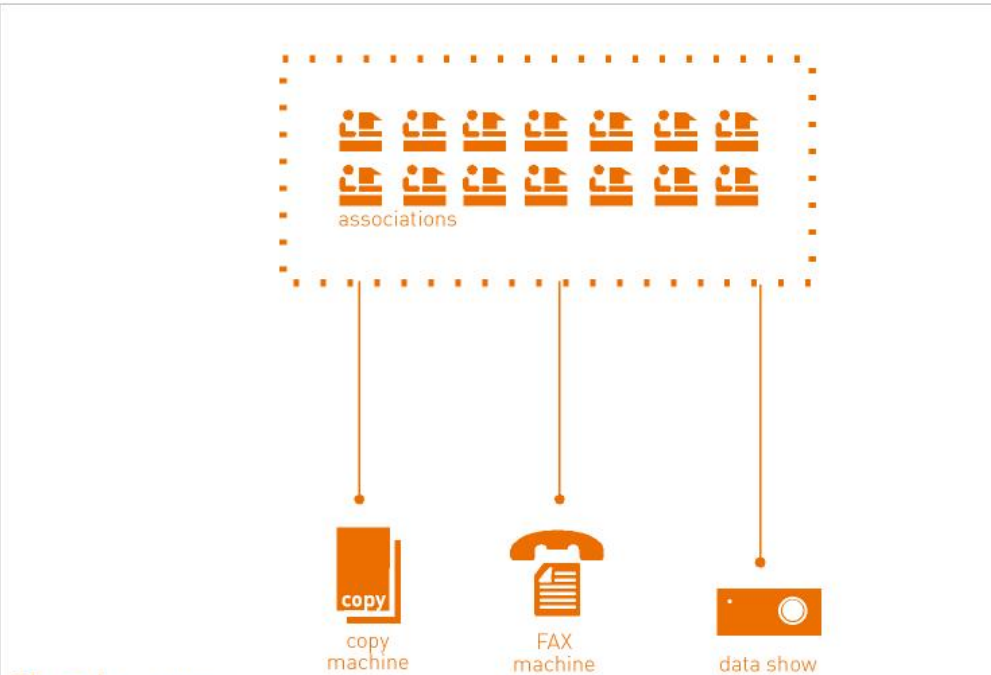 associations
copy
copy
machine
FAX
machine
data show